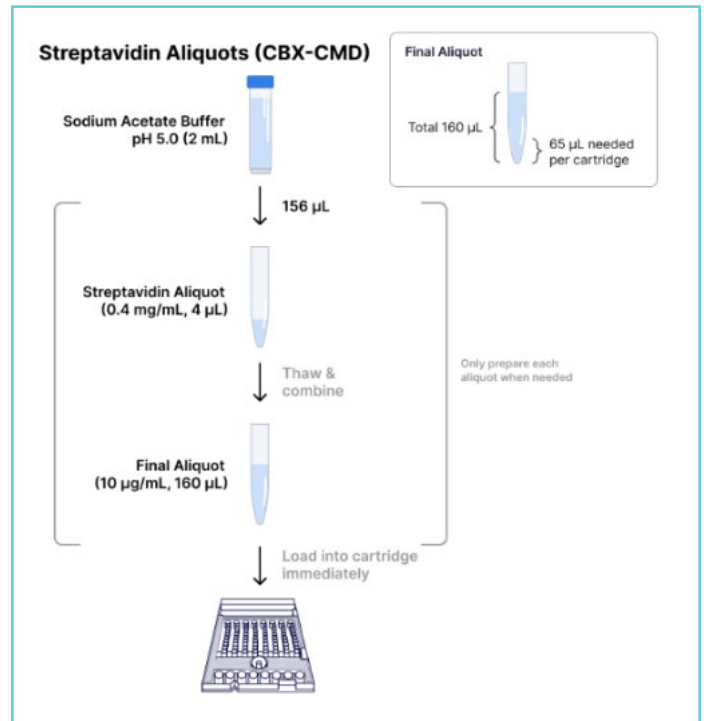 Streptavidin Aliquots (CBX-CMD)
Sodium Acetate Buffer
pH 5.0 (2 mL)
156 µL
Streptavidin Aliquot
(0.4 mg/mL, 4 µL)
Thaw &
combine
Final Aliquot
(10 µg/mL, 160 µL)
Load into cartridge
immediately
Only prepare each
aliquot when needed
Final Aliquot
Total 160 µL
65 µL needed
per cartridge